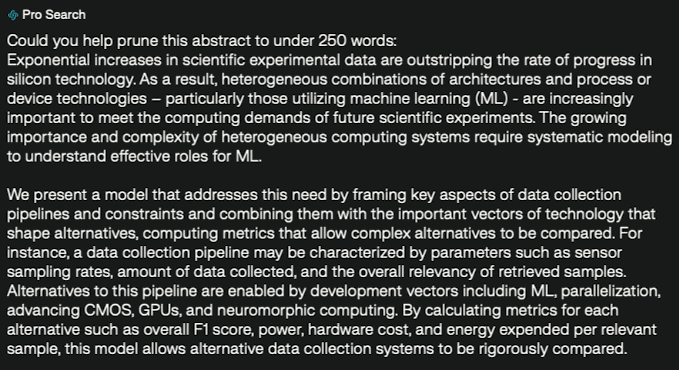 Pro Search
Could you help prune this abstract to under 250 words:
Exponential increases in scientific experimental data are outstripping the rate of progress in
silicon technology. As a result, heterogeneous combinations of architectures and process or
device technologies – particularly those utilizing machine learning (ML) - are increasingly
important to meet the computing demands of future scientific experiments. The growing
importance and complexity of heterogeneous computing systems require systematic modeling
to understand effective roles for ML.
We present a model that addresses this need by framing key aspects of data collection
pipelines and constraints and combining them with the important vectors of technology that
shape alternatives, computing metrics that allow complex alternatives to be compared. For
instance, a data collection pipeline may be characterized by parameters such as sensor
sampling rates, amount of data collected, and the overall relevancy of retrieved samples.
Alternatives to this pipeline are enabled by development vectors including ML, parallelization,
advancing CMOS, GPUs, and neuromorphic computing. By calculating metrics for each
alternative such as overall F1 score, power, hardware cost, and energy expended per relevant
sample, this model allows alternative data collection systems to be rigorously compared.